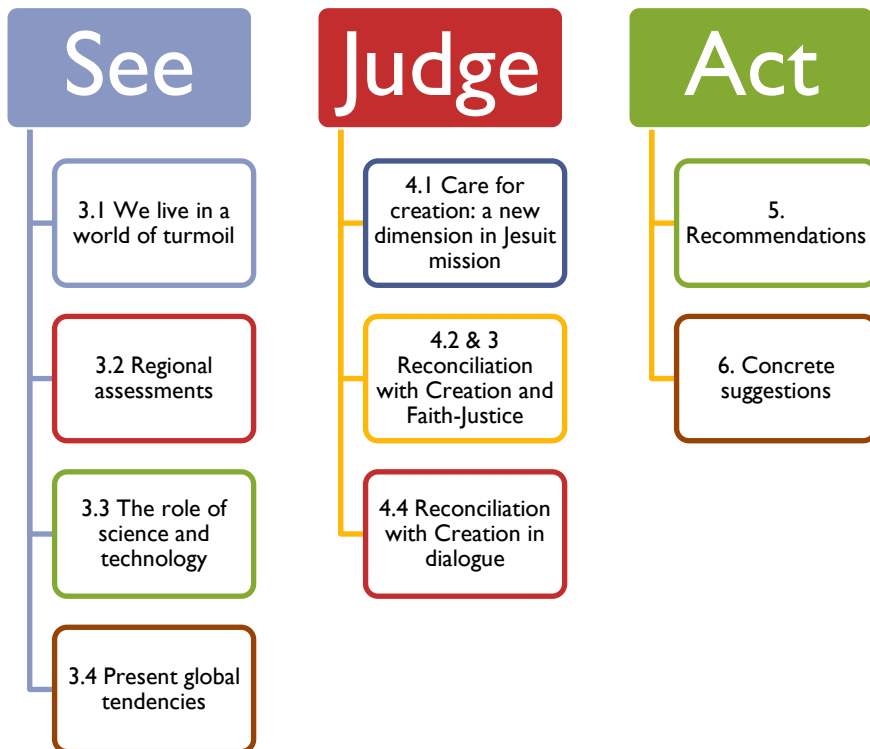 See
3.1 We live in a
world of turmoil
3.2 Regional
assessments
3.3 The role of
science and
technology
3.4 Present global
tendencies
Judge
4.1 Care for
creation: a new
dimension in Jesuit
mission
4.2 & 3
Reconciliation
with Creation and
Faith-Justice
4.4 Reconciliation
with Creation in
dialogue
Act
5.
Recommendations
6. Concrete
suggestions